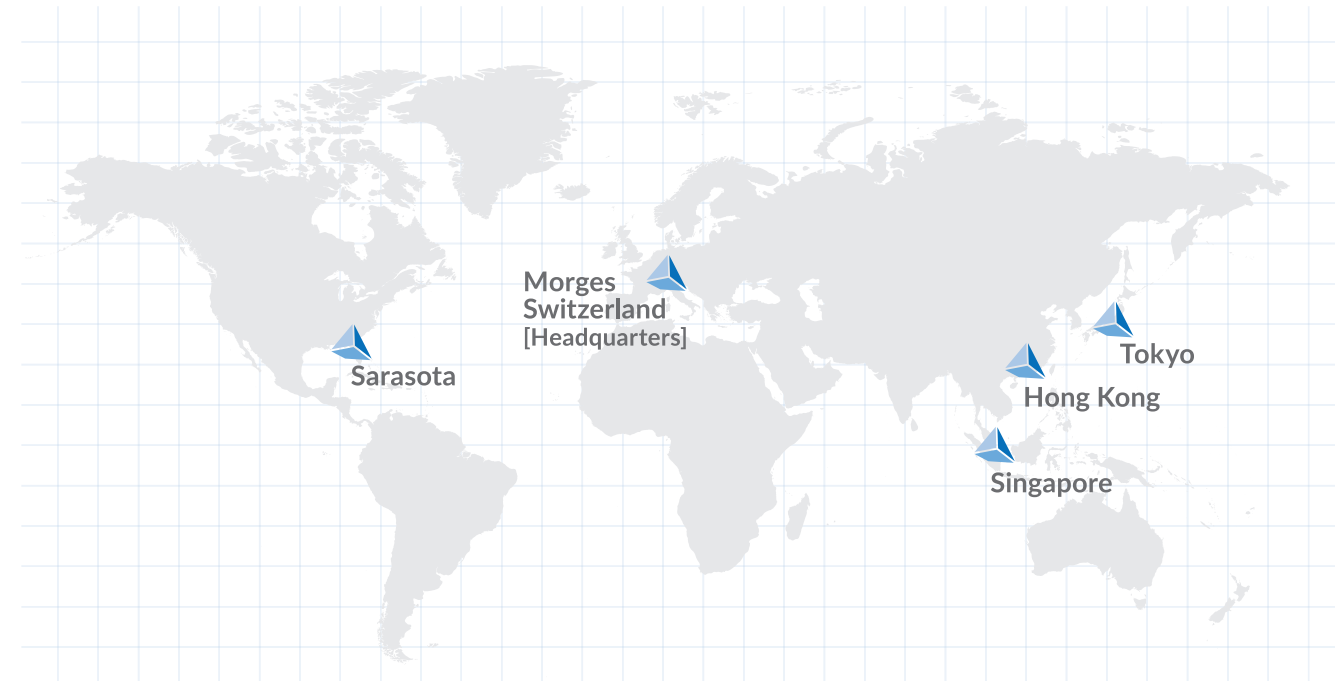 Morges
Switzerland
[Headquarters]
Sarasota
Tokyo
Hong Kong
Singapore